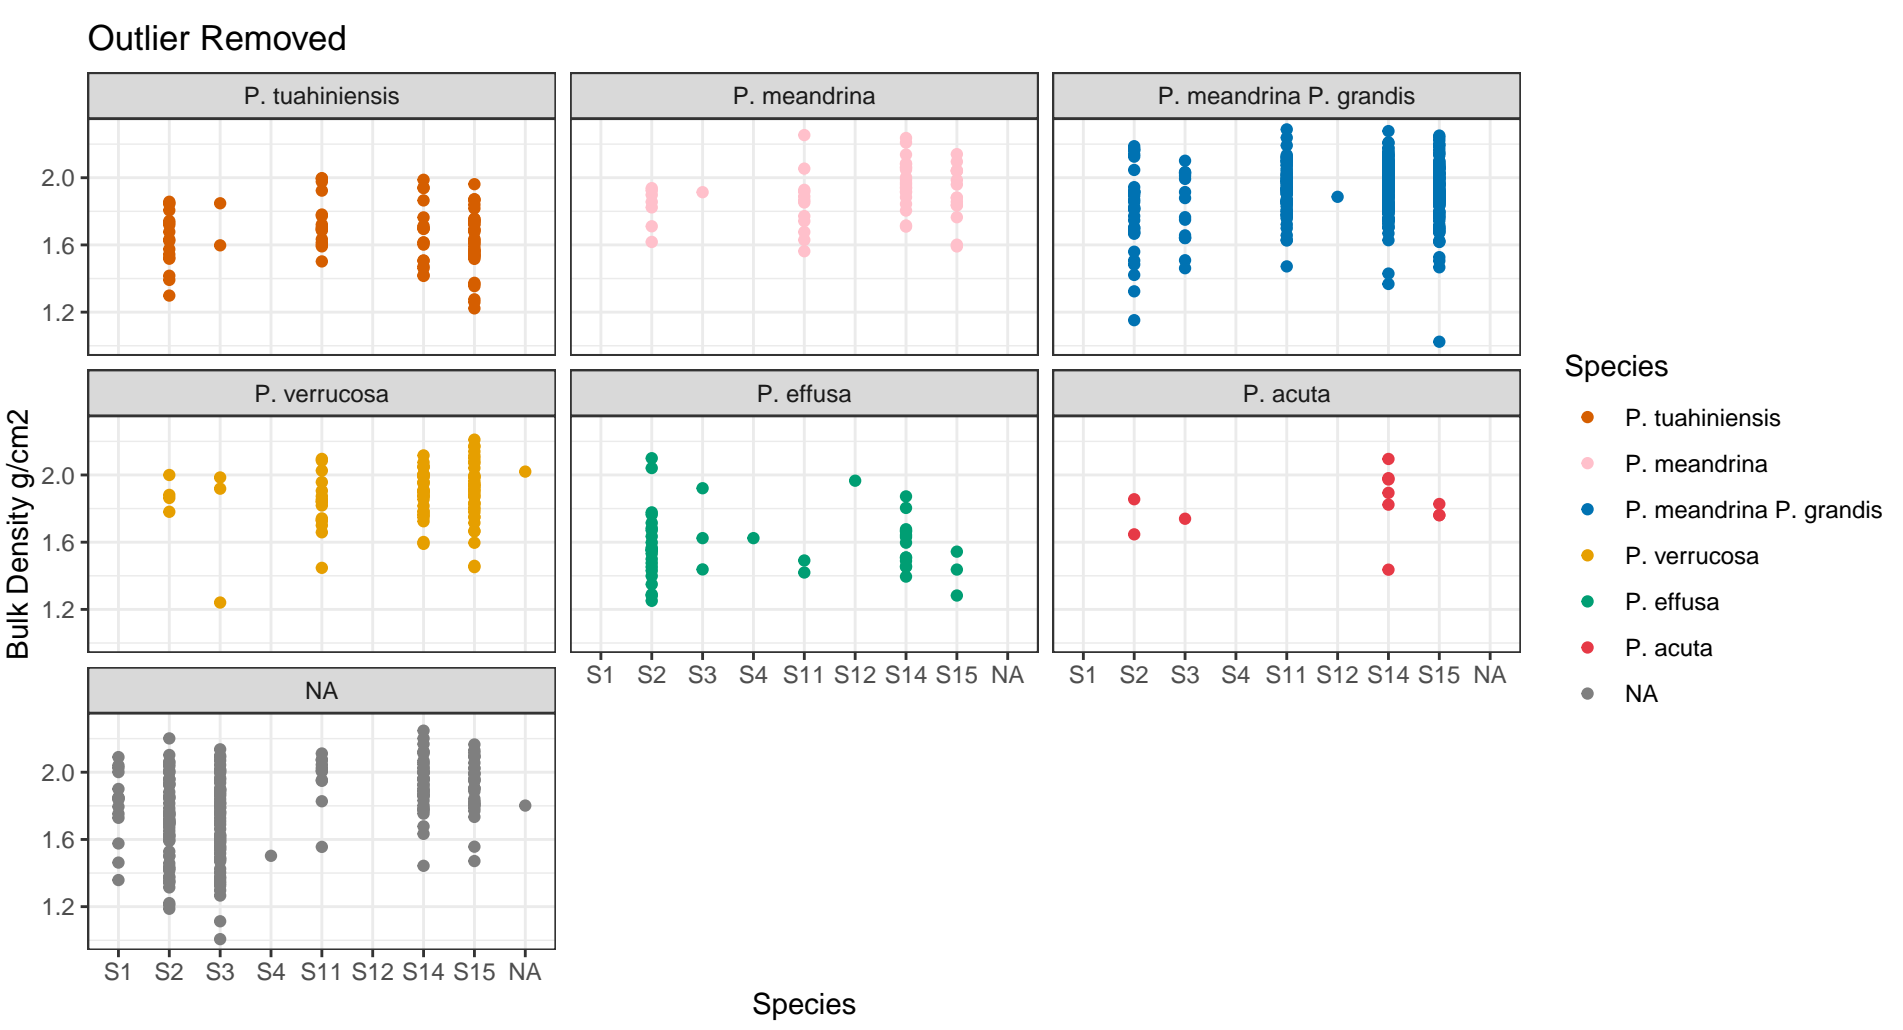 Outlier Removed
P. tuahiniensis
P. meandrina
P. meandrina P. grandis
2.0
1.6
1.2
P. verrucosa
P. effusa
P. acuta
2.0
1.6
1.2
S1 S2 S3 S4 S11 S12 S14 S15 NA
S1 S2 S3 S4 S11 S12 S14 S15 NA
NA
2.0
1.6
1.2
S1 S2 S3 S4 S11 S12 S14 S15 NA
Species
Bulk Density g/cm2
Species
P. tuahiniensis
P. meandrina
P. meandrina P. grandis
P. verrucosa
P. effusa
P. acuta
NA